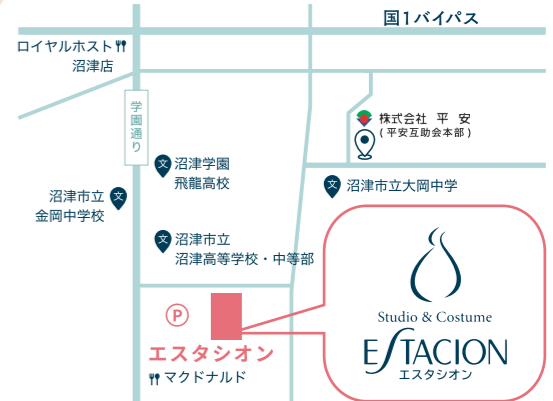 国1バイパス
ロイヤルホスト
沼津店
学園通り
株式会社 平 安
(平安互助会本部)
文 沼津学園
飛龍高校
文 沼津市立大岡中学
沼津市立 文
金岡中学校
文 沼津市立
沼津高等学校・中等部
P
エスタシオン
マクドナルド
Studio & Costume
ESTACION
エスタシオン